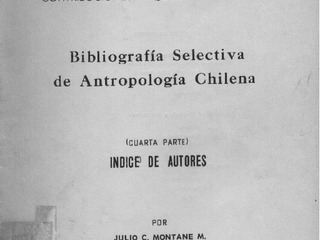 Bibliografía Selectiva
de Antropología Chilena
(CUARTA PARTE)
INDICE DE AUTORES
POR
JULIO C. MONTANE M.